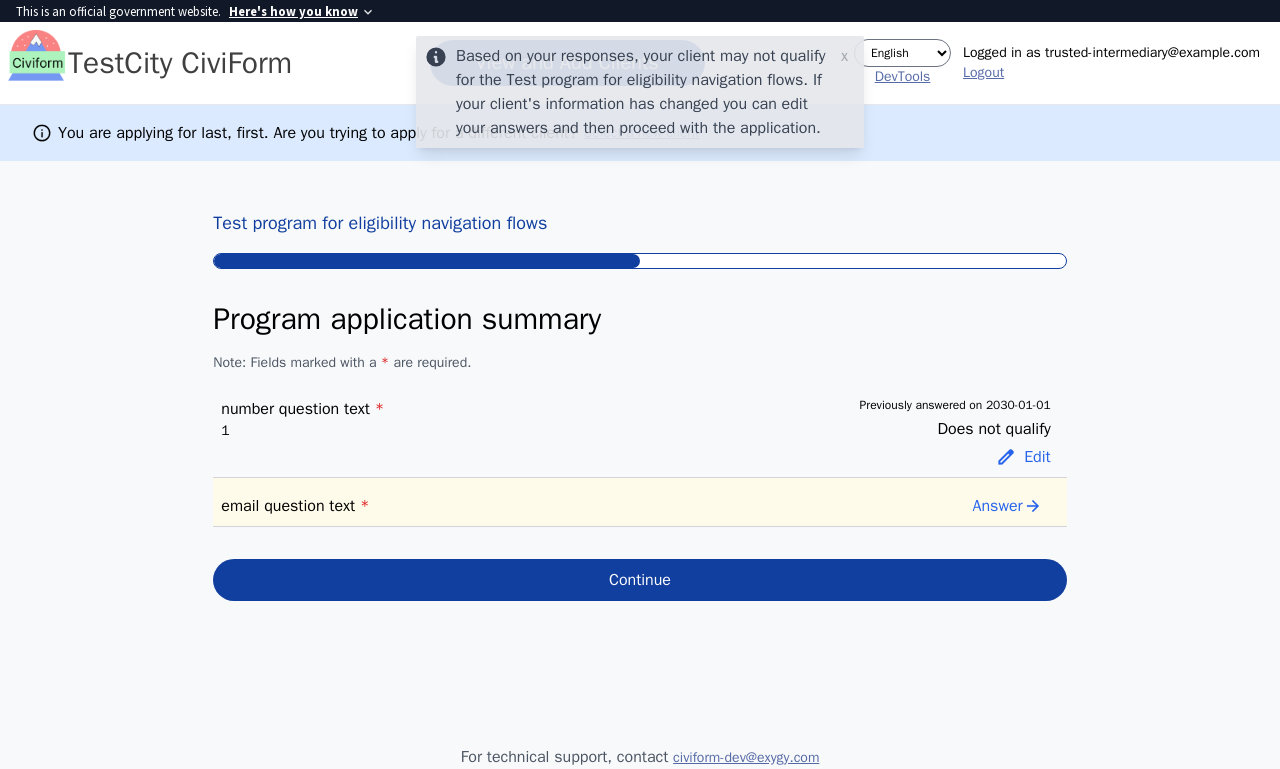 This is an official government website. Here's how you know
Civiform
TestCity CiviForm
Based on your responses, your client may not qualify
for the Test program for eligibility navigation flows. If
your client's information has changed you can edit
your answers and then proceed with the application.
x
English
DevTools
Logged in as trusted-intermediary@example.com
Logout
You are applying for last, first. Are you trying to apply for a different client?
Test program for eligibility navigation flows
Program application summary
Note: Fields marked with a * are required.
number question text *
1
Previously answered on 2030-01-01
Does not qualify
Edit
email question text *
Answer
Continue
For technical support, contact civiform-dev@exygy.com